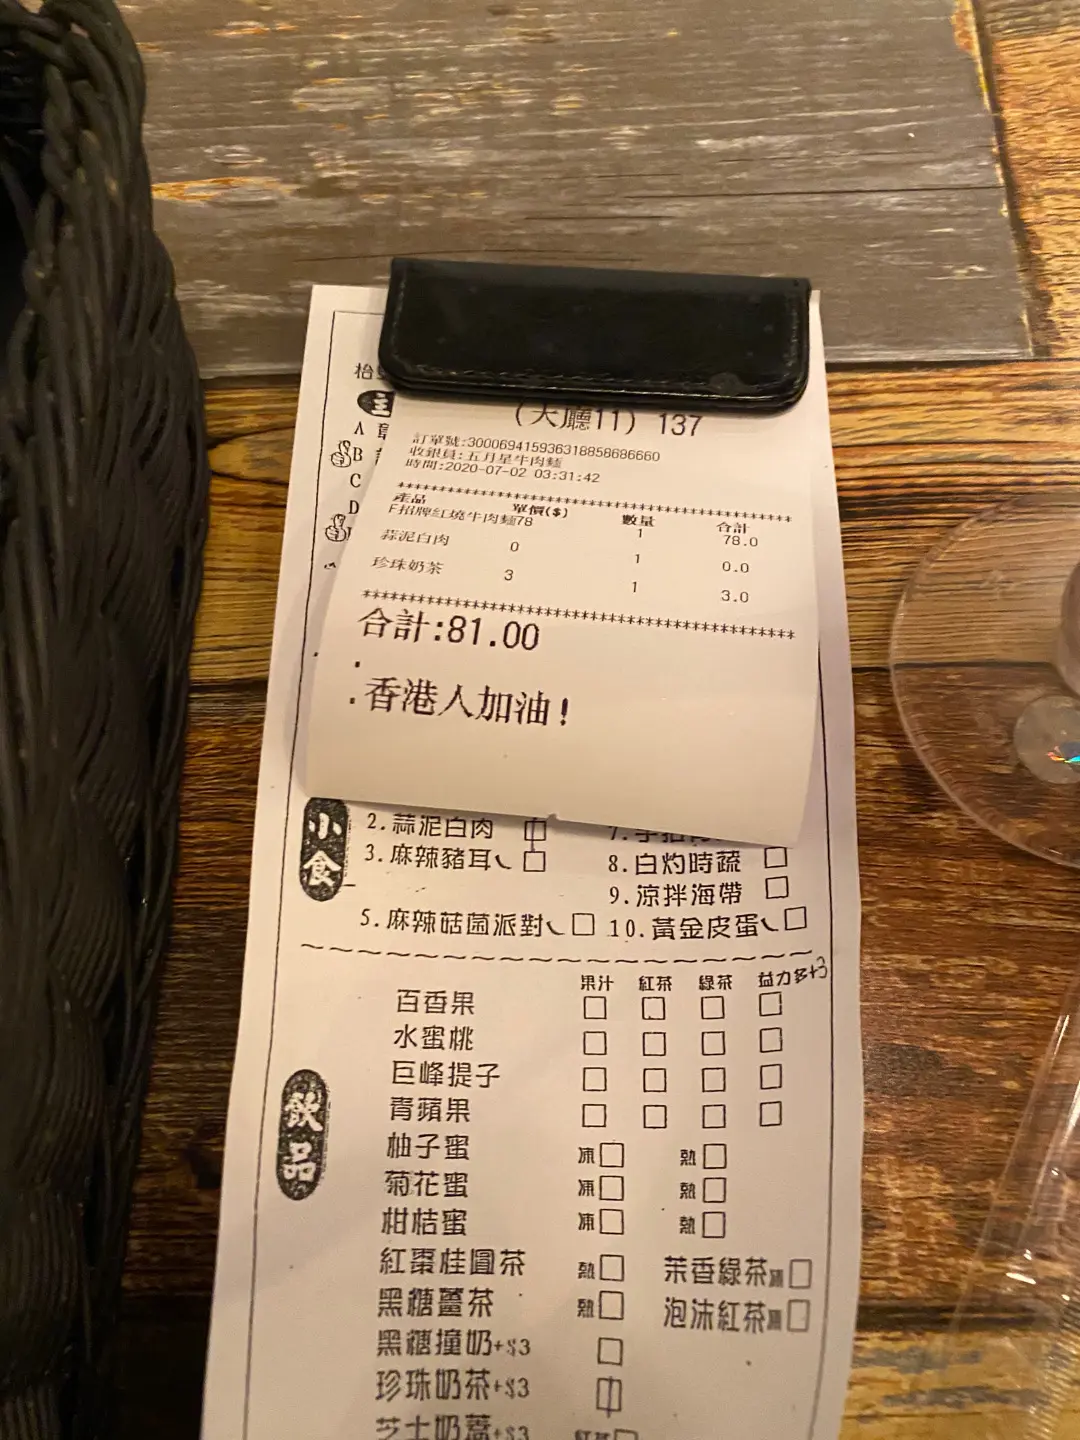 (大廳11) 137
訂單號:300069415936318858686660
收銀員:五月星牛肉麵
時間:2020-07-02 03:31:42
************************************************
產品 單價($) 數量 合計
F招牌紅燒牛肉麵78 1 78.0
蒜泥白肉 0 1 0.0
珍珠奶茶 3 1 3.0
************************************************
合計:81.00
.
.香港人加油!
A
B
C
D
小食
2.蒜泥白肉
3.麻辣豬耳 8.白灼時蔬
9.涼拌海帶
5.麻辣菇菌派對 10.黃金皮蛋
果汁 紅茶 綠茶 益力多+3
百香果
水蜜桃
巨峰提子
青蘋果
飲品
柚子蜜 凍 熱
菊花蜜 凍 熱
柑桔蜜 凍 熱
紅棗桂圓茶 熱 茉香綠茶
黑糖薑茶 熱 泡沫紅茶
黑糖撞奶+$3
珍珠奶茶+$3
芝士奶蓋+$3